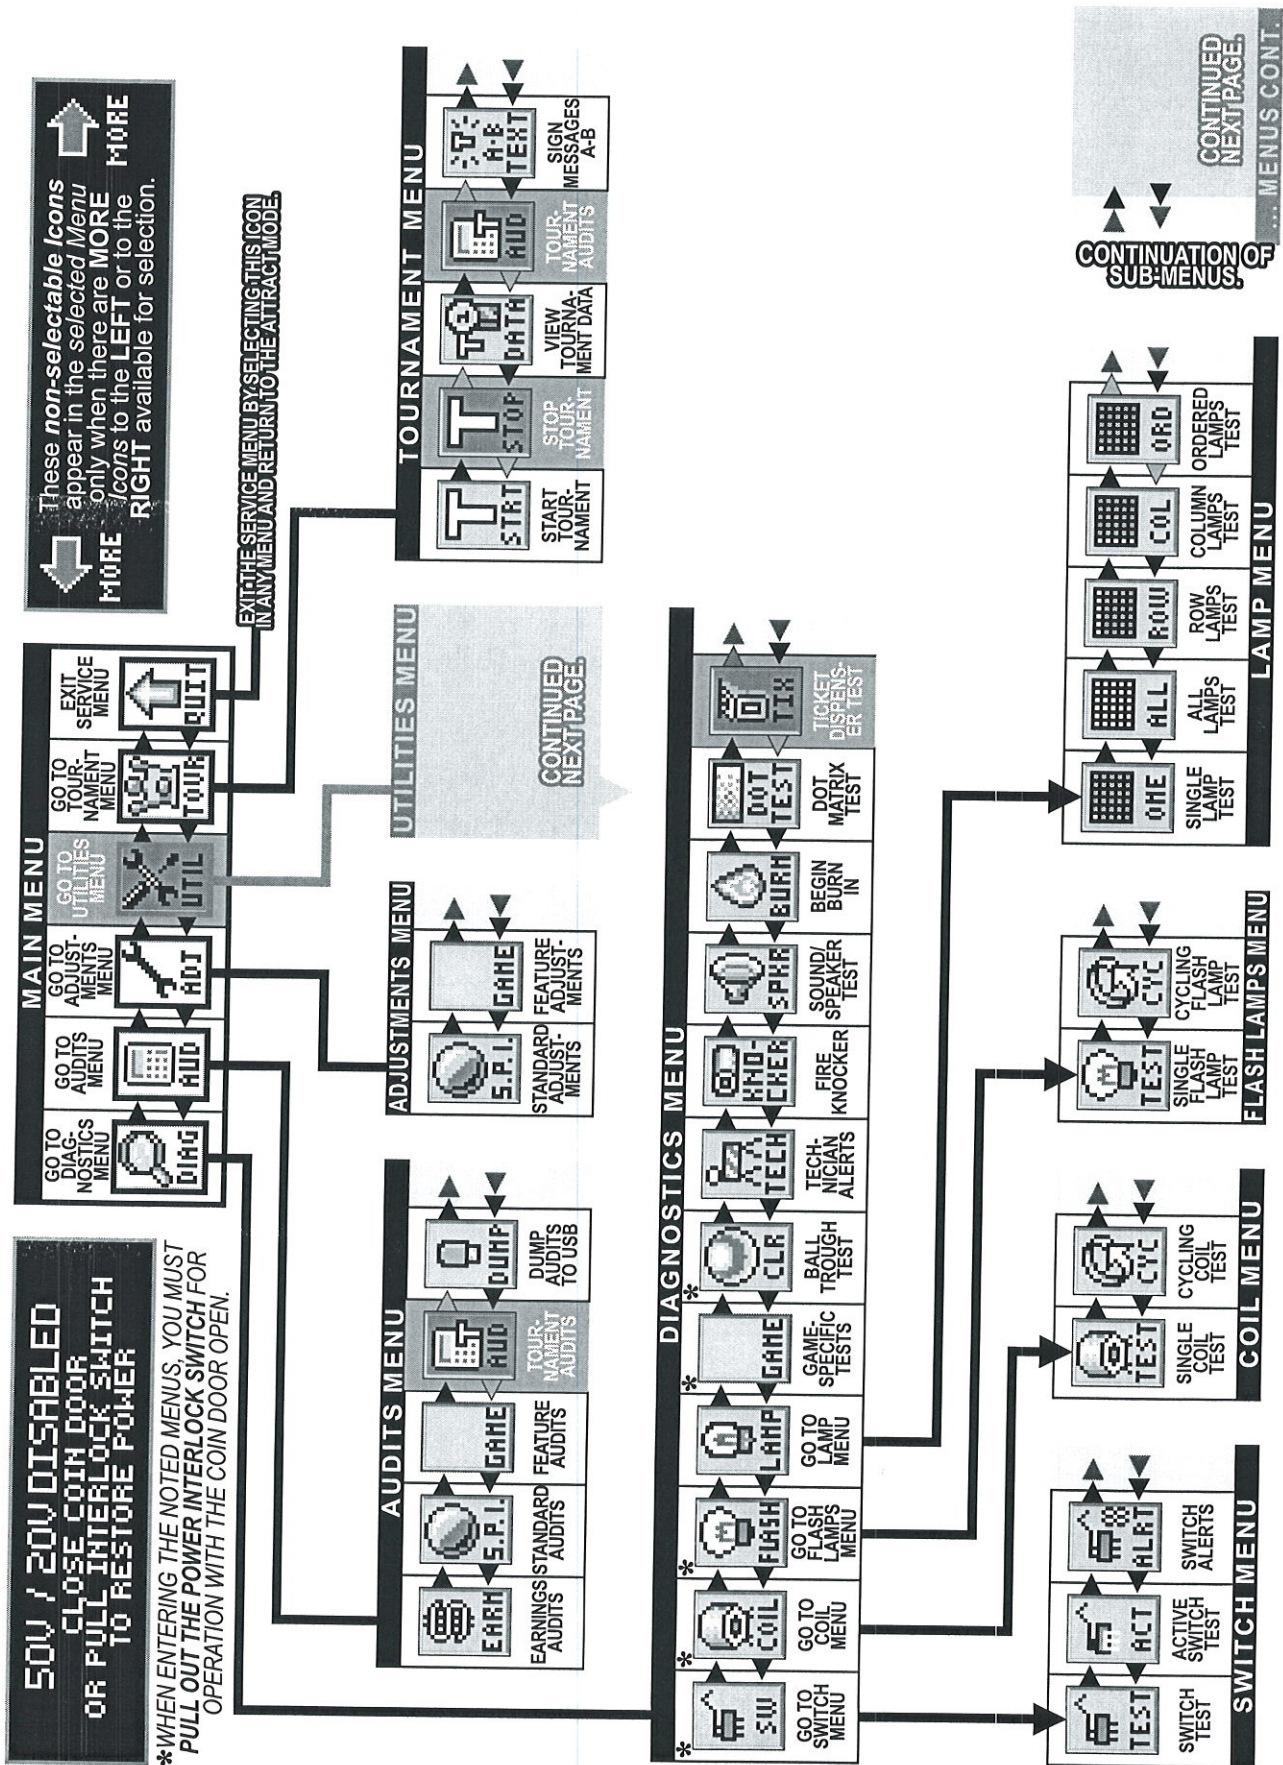 50V / 20V DISABLED
CLOSE COIN DOOR
OR PULL INTERLOCK SWITCH
TO RESTORE POWER
*WHEN ENTERING THE NOTED MENUS, YOU MUST
PULL OUT THE POWER INTERLOCK SWITCH FOR
OPERATION WITH THE COIN DOOR OPEN.
MAIN MENU
GO TO
DIAG-
NOSTICS
MENU
DIAG
GO TO
AUDITS
MENU
AUD
GO TO
ADJUST-
MENTS
MENU
ADJ
GO TO
UTILITIES
MENU
UTIL
GO TO
TOUR-
NAMENT
MENU
TOUR
EXIT
SERVICE
MENU
QUIT
MORE
These non-selectable Icons
appear in the selected Menu
only when there are MORE
Icons to the LEFT or to the
RIGHT available for selection.
MORE
EXIT THE SERVICE MENU BY SELECTING THIS ICON
IN ANY MENU AND RETURN TO THE ATTRACT MODE.
AUDITS MENU
EARN
EARNINGS
AUDITS
S.P.I.
STANDARD
AUDITS
GAME
FEATURE
AUDITS
AUD
TOUR-
NAMENT
AUDITS
DUMP
DUMP
AUDITS
TO USB
ADJUSTMENTS MENU
S.P.I.
STANDARD
ADJUST-
MENTS
GAME
FEATURE
ADJUST-
MENTS
UTILITIES MENU
CONTINUED
NEXT PAGE.
TOURNAMENT MENU
STRT
START
TOUR-
NAMENT
STOP
STOP
TOUR-
NAMENT
DATA
VIEW
TOURNA-
MENT DATA
AUD
TOUR-
NAMENT
AUDITS
A-B
TEXT
SIGN
MESSAGES
A-B
DIAGNOSTICS MENU
*
SW
GO TO
SWITCH
MENU
*
COIL
GO TO
COIL
MENU
*
FLASH
GO TO
FLASH
LAMPS
MENU
LAMP
GO TO
LAMP
MENU
*
GAME
GAME-
SPECIFIC
TESTS
*
CLR
BALL
TROUGH
TEST
TECH
TECH-
NICIAN
ALERTS
KNO-
CKER
FIRE
KNOCKER
SPKR
SOUND/
SPEAKER
TEST
BURN
BEGIN
BURN
IN
DOT
TEST
DOT
MATRIX
TEST
TIX
TICKET
DISPENS-
ER TEST
TEST
SWITCH
TEST
ACT
ACTIVE
SWITCH
TEST
ALRT
SWITCH
ALERTS
SWITCH MENU
TEST
SINGLE
COIL
TEST
CYC
CYCLING
COIL
TEST
COIL MENU
TEST
SINGLE
FLASH
LAMP
TEST
CYC
CYCLING
FLASH
LAMP
TEST
FLASH LAMPS MENU
ONE
SINGLE
LAMP
TEST
ALL
ALL
LAMPS
TEST
ROW
ROW
LAMPS
TEST
COL
COLUMN
LAMPS
TEST
ORD
ORDERED
LAMPS
TEST
LAMP MENU
CONTINUATION OF
SUB-MENUS.
CONTINUED
NEXT PAGE.
... MENUS CONT.